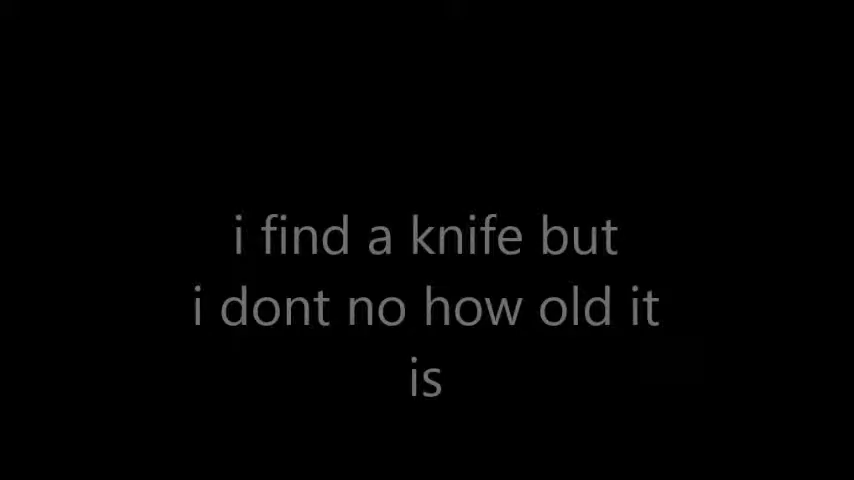 i find a knife but
i dont no how old it
is